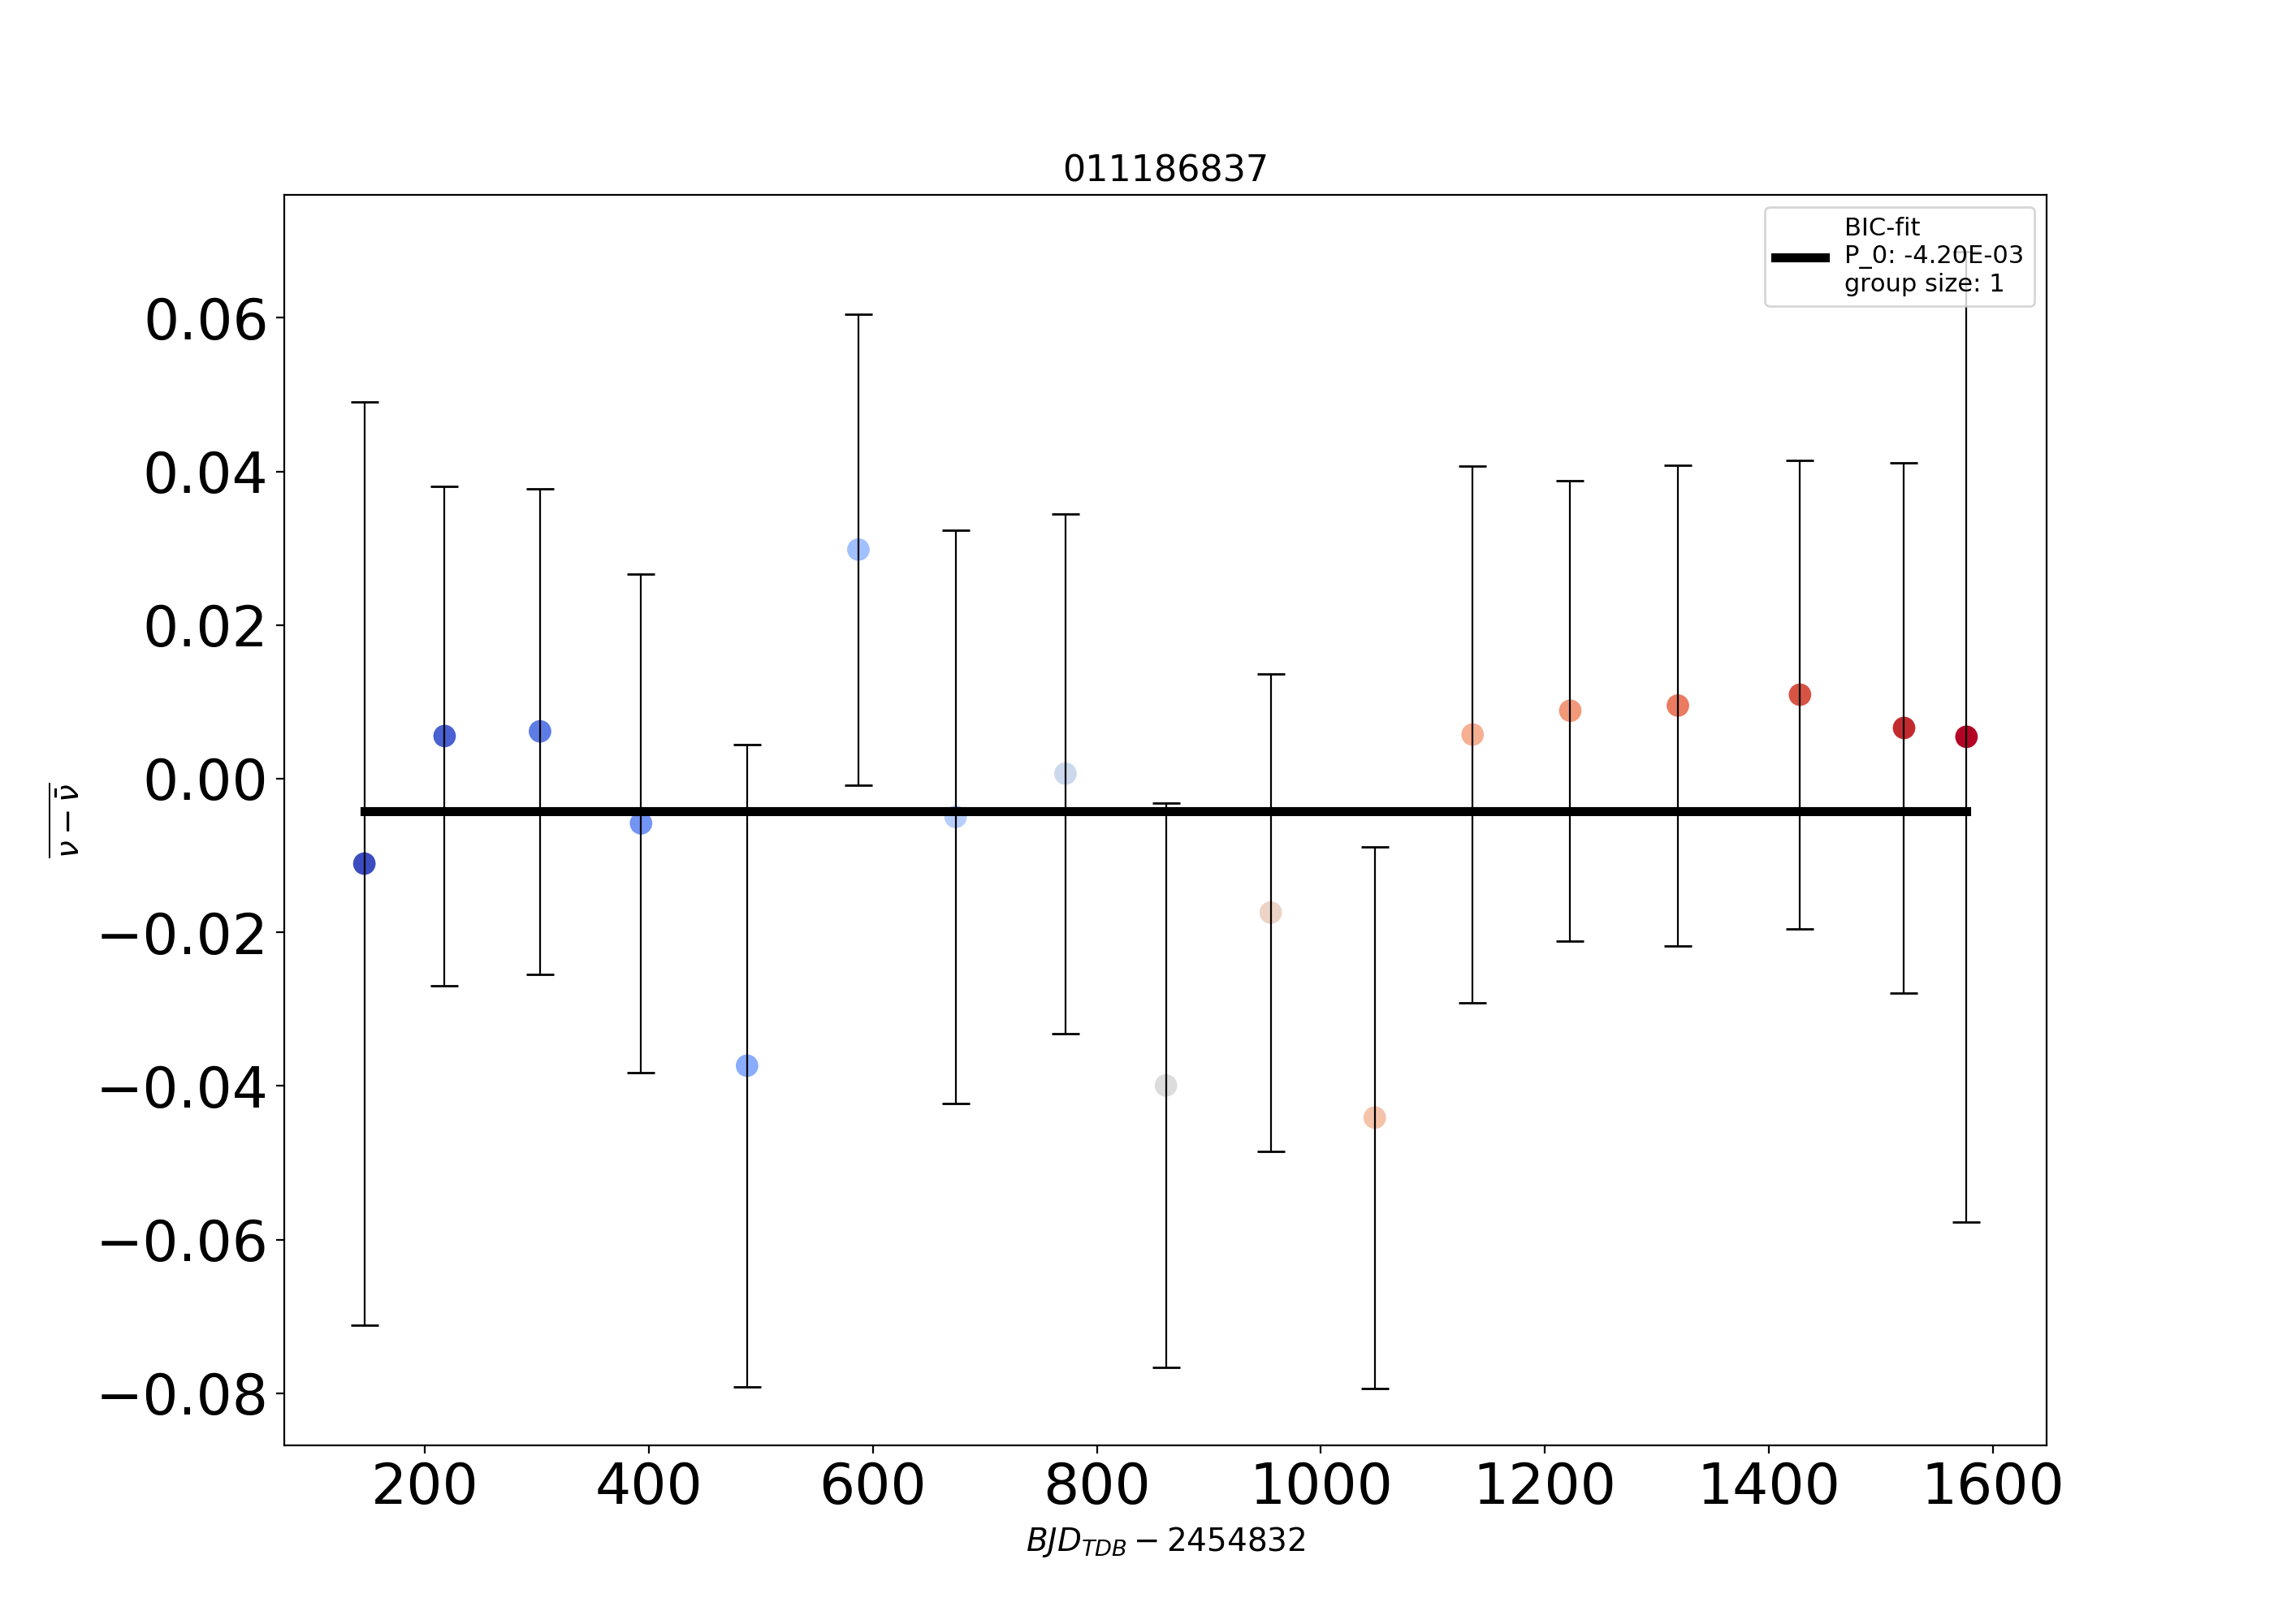 011186837
BIC-fit
P_0: -4.20E-03
group size: 1
0.06
0.04
0.02
0.00
−0.02
−0.04
−0.06
−0.08
ν − ν̄
200 400 600 800 1000 1200 1400 1600
BJD_TDB − 2454832